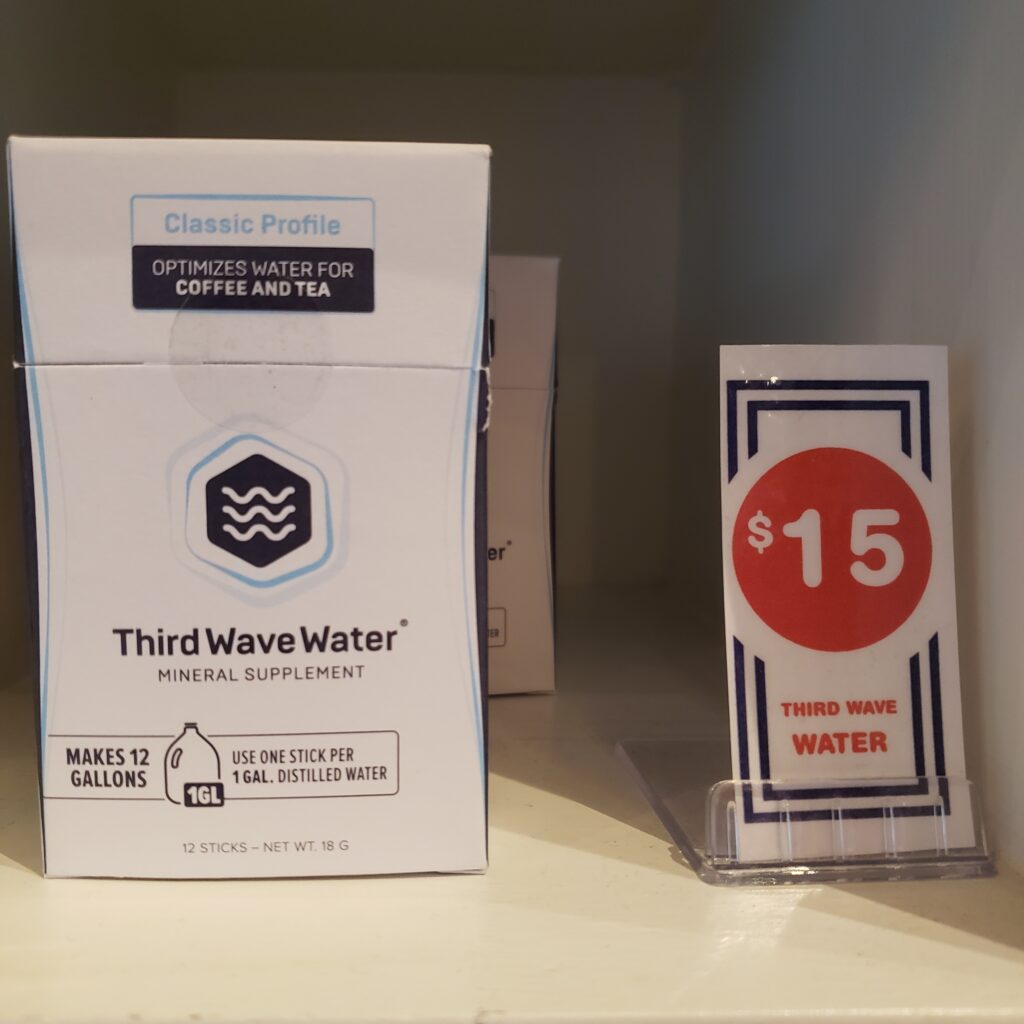 Classic Profile
OPTIMIZES WATER FOR
COFFEE AND TEA
Third Wave Water®
MINERAL SUPPLEMENT
MAKES 12
GALLONS
1GL
USE ONE STICK PER
1 GAL. DISTILLED WATER
12 STICKS – NET WT. 18 G
er®
$15
THIRD WAVE
WATER